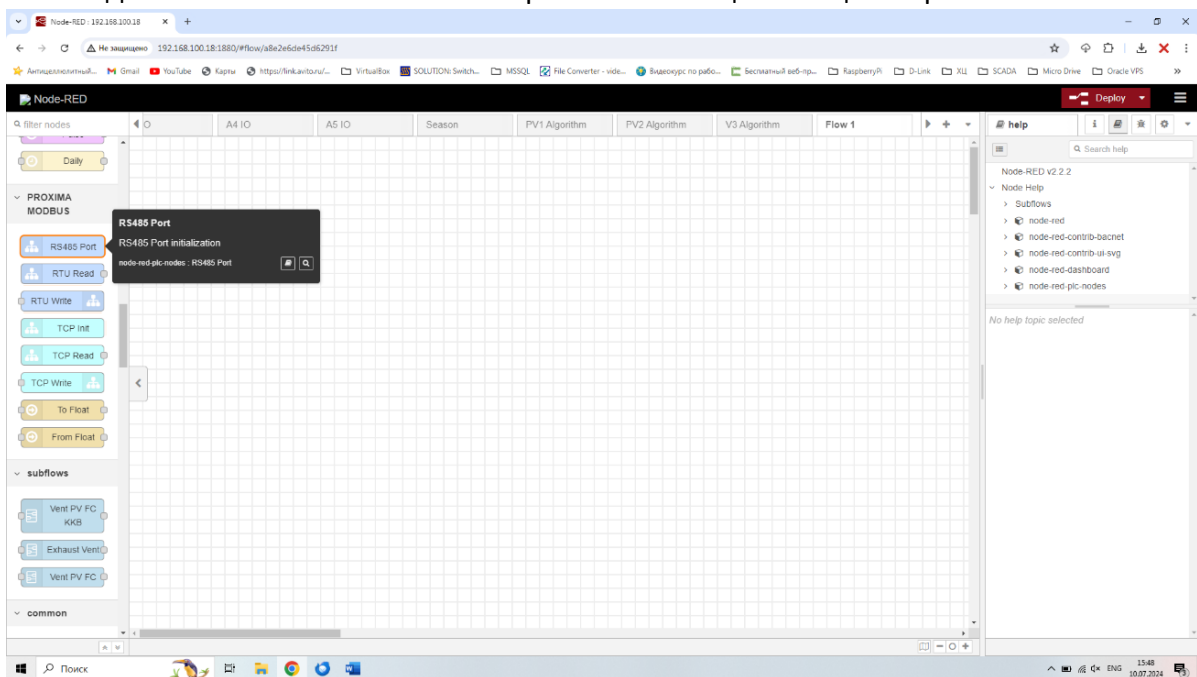 Node-RED : 192.168.100.18
Не защищено 192.168.100.18:1880/#flow/a8e2e6de45d6291f
Антицеллюлитный... Gmail YouTube Карты https://link.avito.ru/... VirtualBox SOLUTION: Switch... MSSQL File Converter - vide... Видеокурс по рабо... Бесплатный веб-пр... RaspberryPi D-Link ХЦ SCADA Micro Drive Oracle VPS »
Node-RED Deploy
filter nodes IO A4 IO A5 IO Season PV1 Algorithm PV2 Algorithm V3 Algorithm Flow 1 help
Search help
Daily
Node-RED v2.2.2
Node Help
Subflows
node-red
node-red-contrib-bacnet
node-red-contrib-ui-svg
node-red-dashboard
node-red-plc-nodes
No help topic selected
PROXIMA
MODBUS
RS485 Port
RS485 Port
RS485 Port initialization
node-red-plc-nodes : RS485 Port
RTU Read
RTU Write
TCP Init
TCP Read
TCP Write
To Float
From Float
subflows
Vent PV FC
KKB
Exhaust Vent
Vent PV FC
common
Поиск
ENG 15:48
10.07.2024